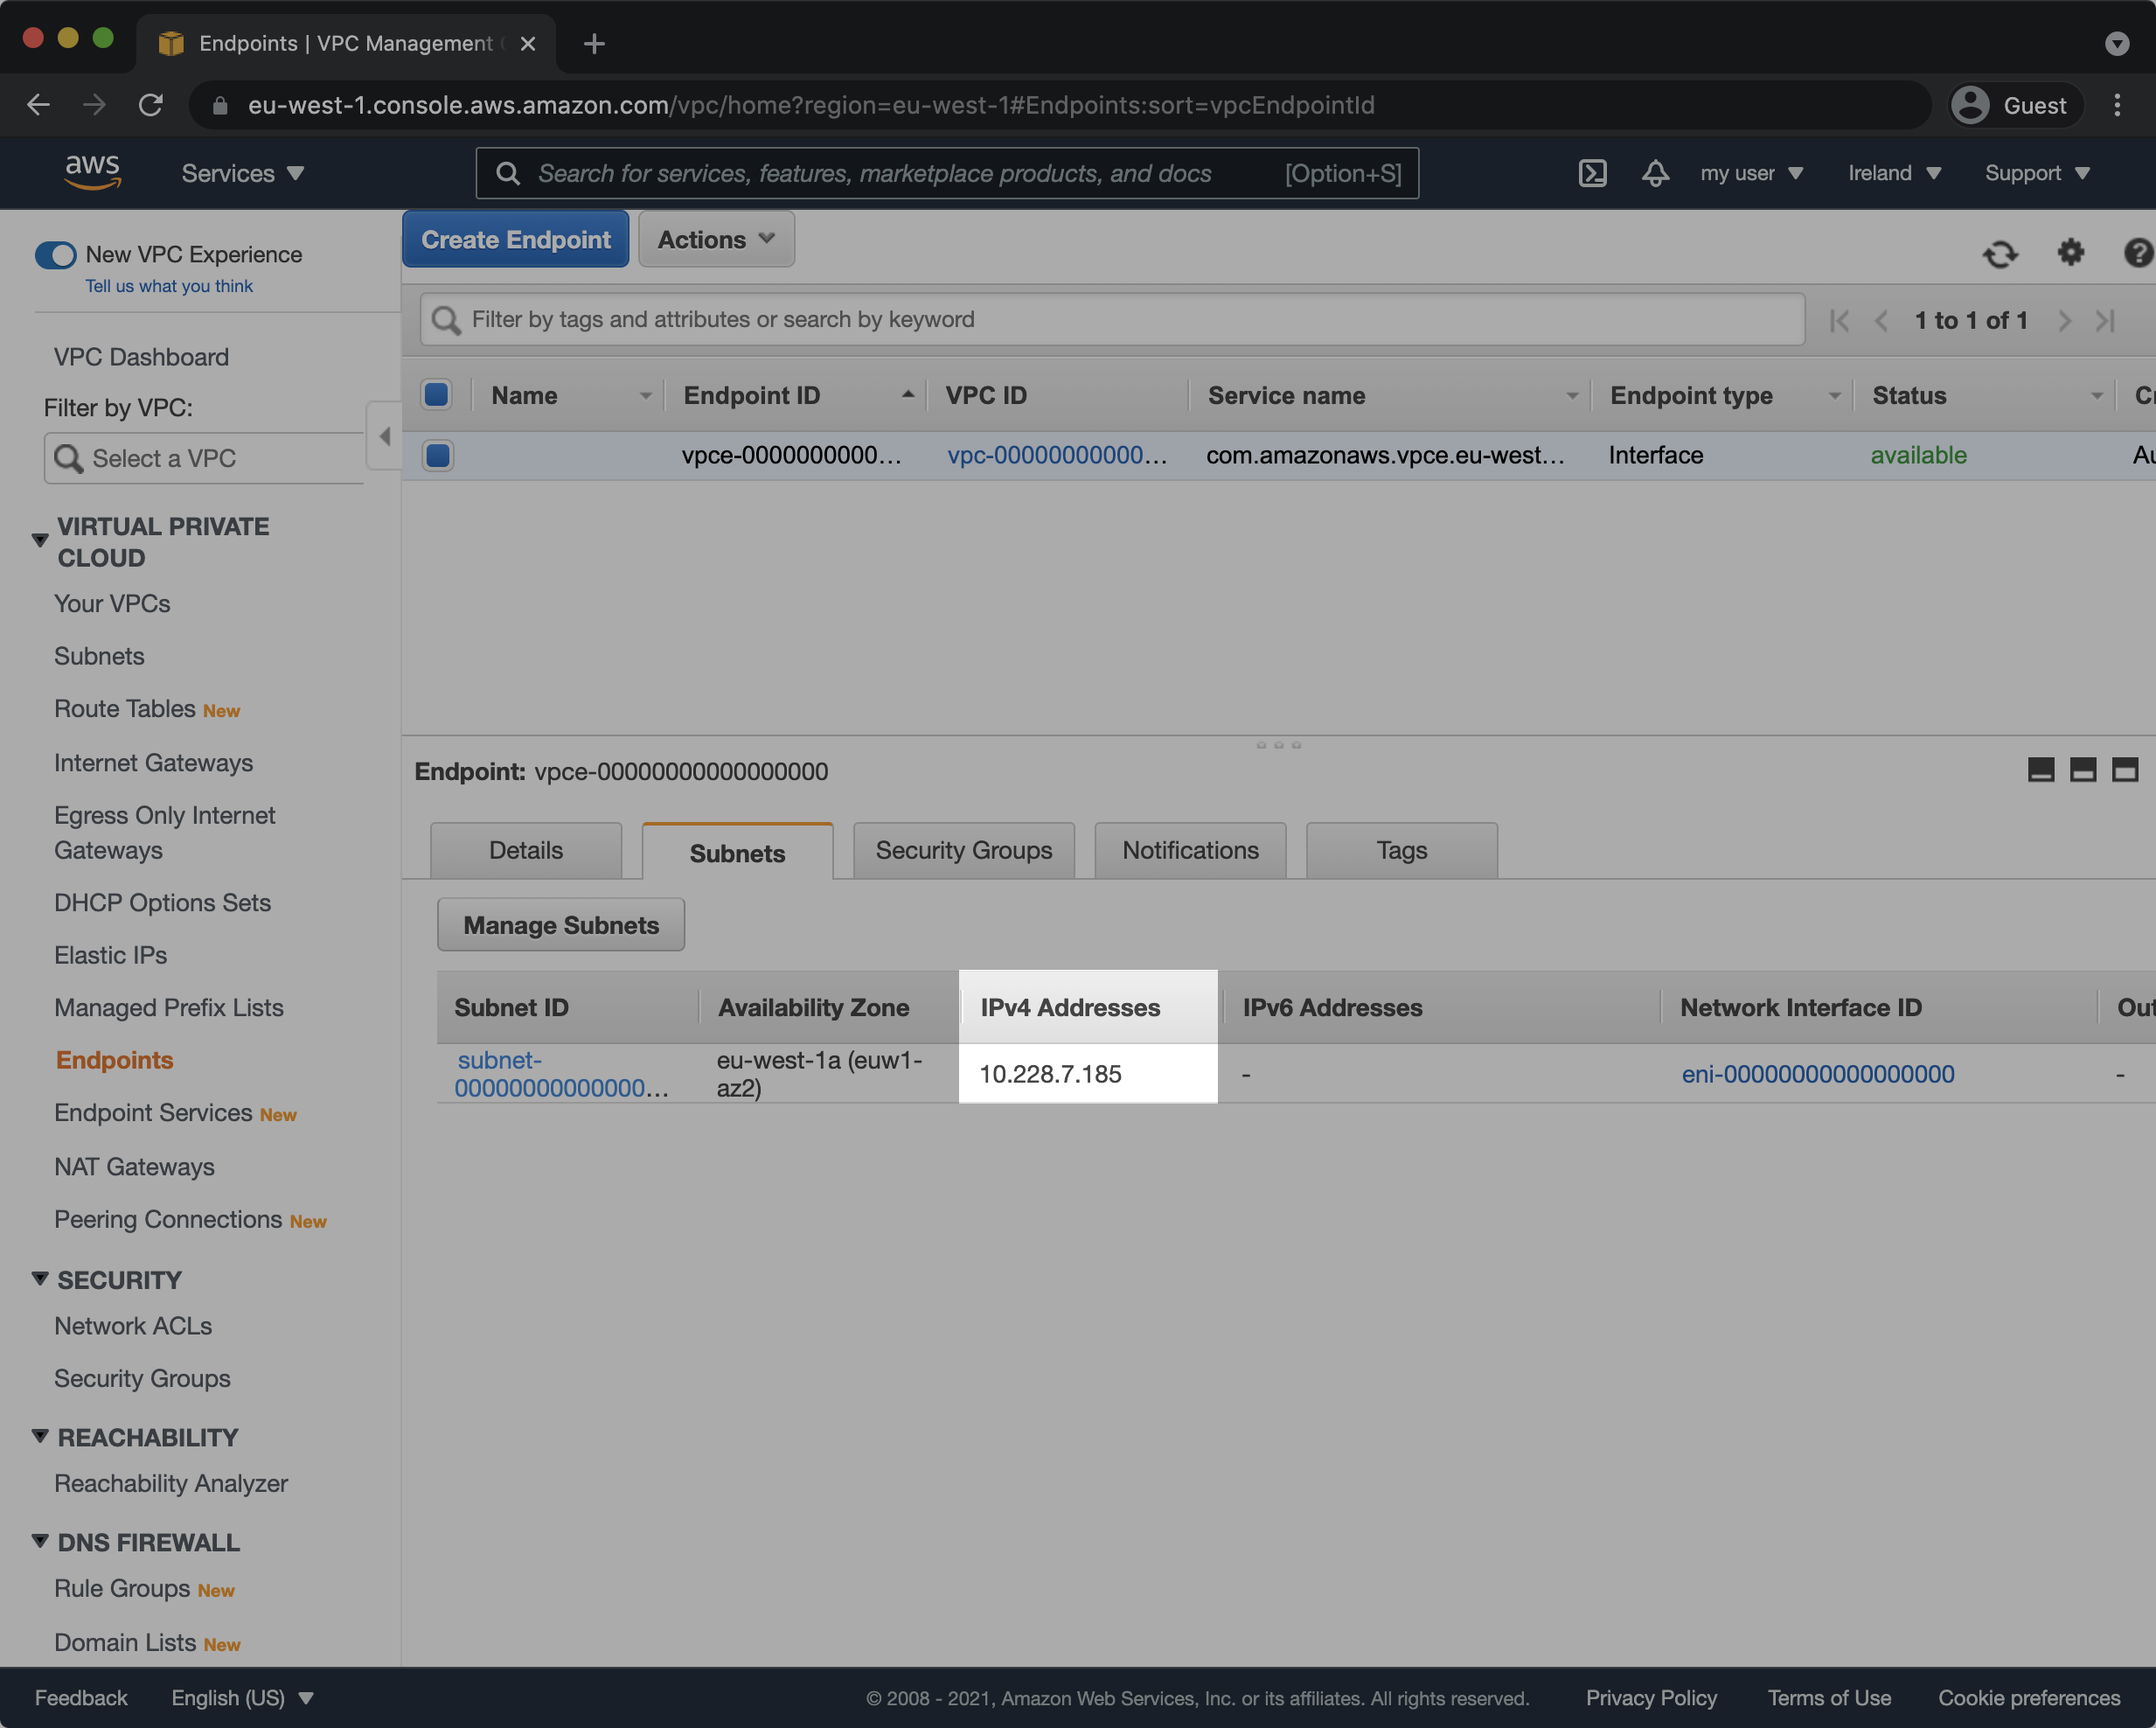 Endpoints | VPC Management
eu-west-1.console.aws.amazon.com/vpc/home?region=eu-west-1#Endpoints:sort=vpcEndpointId
Guest
aws
Services
Search for services, features, marketplace products, and docs [Option+S]
my user
Ireland
Support
New VPC Experience
Tell us what you think
VPC Dashboard
Filter by VPC:
Select a VPC
VIRTUAL PRIVATE
CLOUD
Your VPCs
Subnets
Route Tables New
Internet Gateways
Egress Only Internet
Gateways
DHCP Options Sets
Elastic IPs
Managed Prefix Lists
Endpoints
Endpoint Services New
NAT Gateways
Peering Connections New
SECURITY
Network ACLs
Security Groups
REACHABILITY
Reachability Analyzer
DNS FIREWALL
Rule Groups New
Domain Lists New
Create Endpoint
Actions
Filter by tags and attributes or search by keyword
1 to 1 of 1
Name Endpoint ID VPC ID Service name Endpoint type Status
vpce-0000000000... vpc-00000000000... com.amazonaws.vpce.eu-west... Interface available
Endpoint: vpce-00000000000000000
Details Subnets Security Groups Notifications Tags
Manage Subnets
Subnet ID Availability Zone IPv4 Addresses IPv6 Addresses Network Interface ID Out
subnet-
00000000000000... eu-west-1a (euw1-
az2) 10.228.7.185 - eni-00000000000000000 -
Feedback English (US) © 2008 - 2021, Amazon Web Services, Inc. or its affiliates. All rights reserved. Privacy Policy Terms of Use Cookie preferences